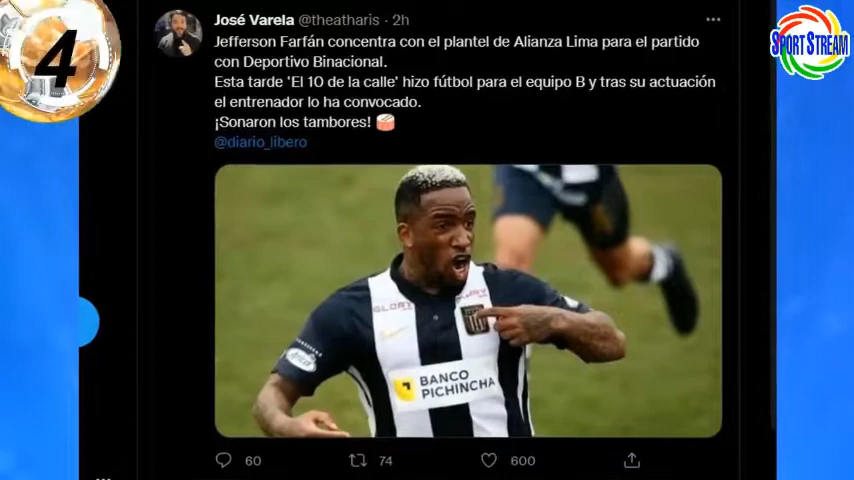 4
José Varela @theatharis · 2h
Jefferson Farfán concentra con el plantel de Alianza Lima para el partido
con Deportivo Binacional.
Esta tarde 'El 10 de la calle' hizo fútbol para el equipo B y tras su actuación
el entrenador lo ha convocado.
¡Sonaron los tambores! 🥁
@diario_libero
GLORIA
BANCO
PICHINCHA
60
74
600
SPORT STREAM